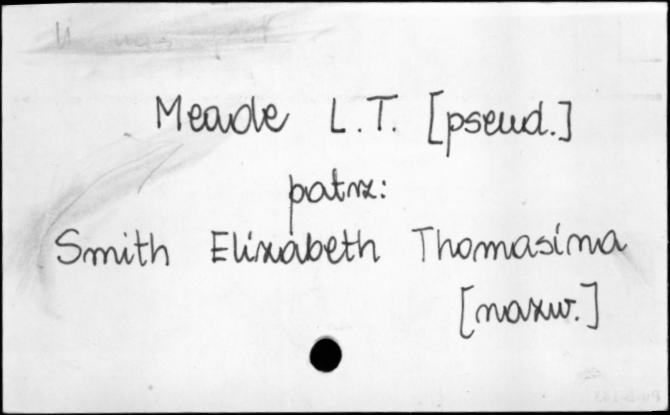 Meade L.T. [pseud.]
patrz:
Smith Elizabeth Thomasina
[nazw.]